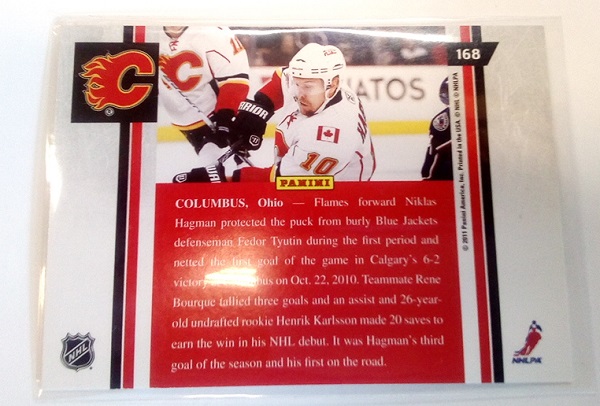 168
ATOS
WARRIOR
10
PANINI
COLUMBUS, Ohio — Flames forward Niklas
Hagman protected the puck from burly Blue Jackets
defenseman Fedor Tyutin during the first period and
netted the first goal of the game in Calgary's 6-2
victory bus on Oct. 22, 2010. Teammate Rene
Bourque tallied three goals and an assist and 26-year-
old undrafted rookie Henrik Karlsson made 20 saves to
earn the win in his NHL debut. It was Hagman's third
goal of the season and his first on the road.
© 2011 Panini America, Inc. Printed in the USA. © NHL © NHLPA
NHL
NHLPA